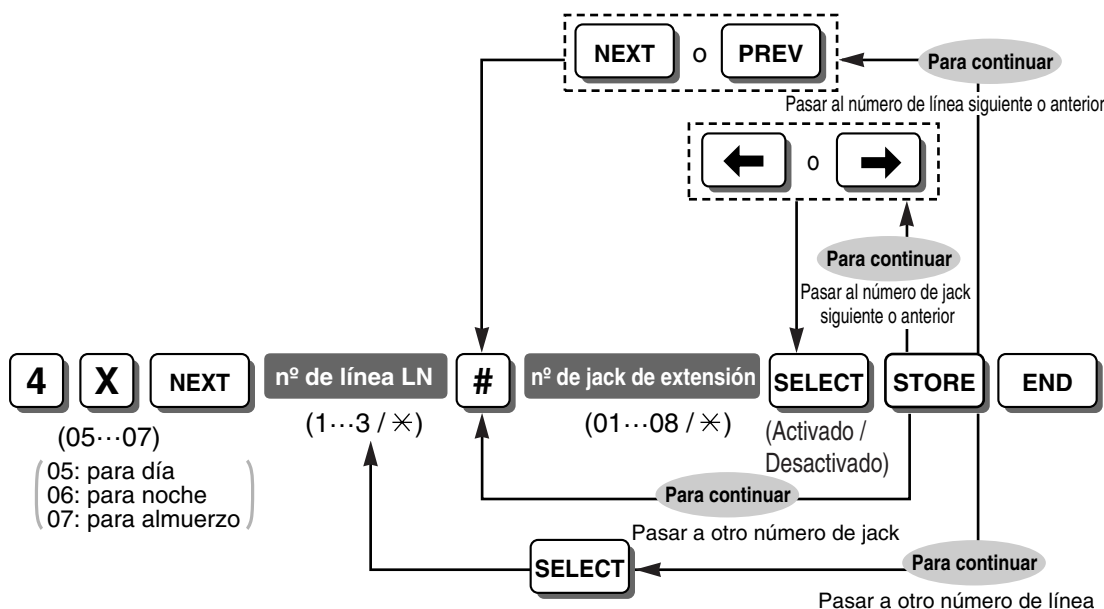 NEXT o PREV
Para continuar
Pasar al número de línea siguiente o anterior
← o →
Para continuar
Pasar al número de jack
siguiente o anterior
4 X NEXT nº de línea LN # nº de jack de extensión SELECT STORE END
(05···07)
(1···3 / ✳)
(01···08 / ✳)
(Activado /
Desactivado)
05: para día
06: para noche
07: para almuerzo
Para continuar
Pasar a otro número de jack
SELECT
Para continuar
Pasar a otro número de línea